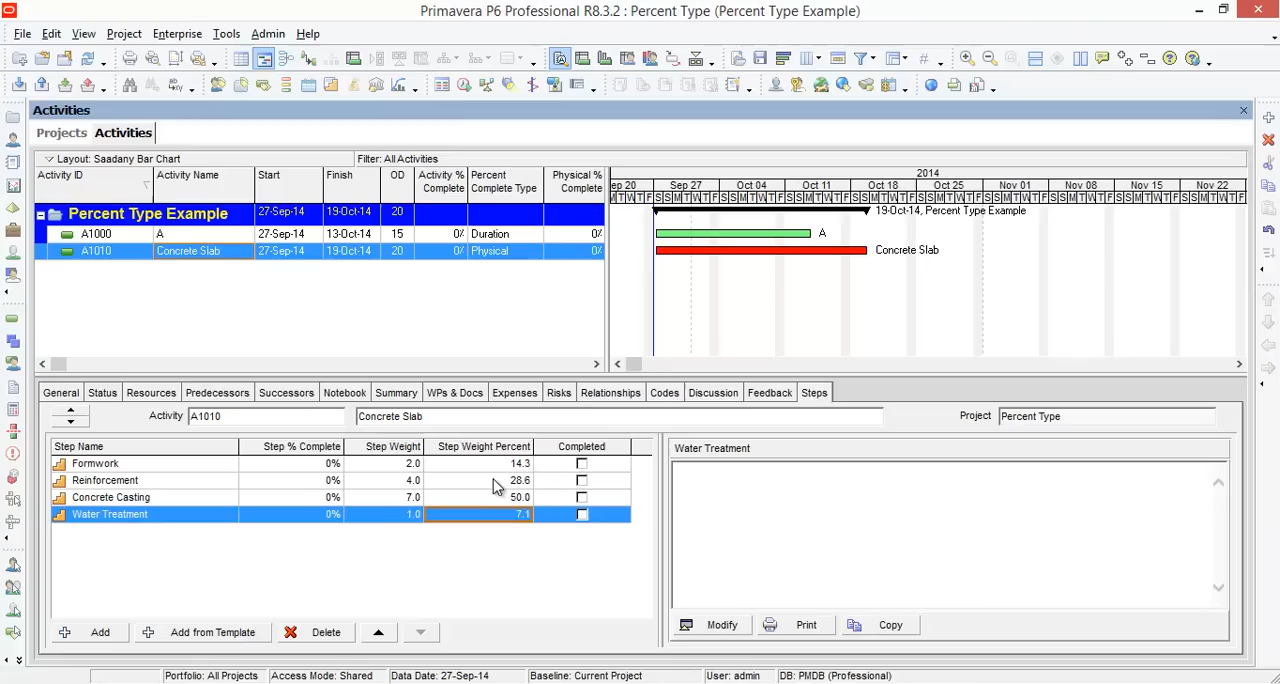 Primavera P6 Professional R8.3.2 : Percent Type (Percent Type Example)
File Edit View Project Enterprise Tools Admin Help
Activities
Projects Activities
Layout: Saadany Bar Chart Filter: All Activities
Activity ID Activity Name Start Finish OD Activity % Complete Percent Complete Type Physical % Complete
2014
ep 20 Sep 27 Oct 04 Oct 11 Oct 18 Oct 25 Nov 01 Nov 08 Nov 15 Nov 22
Percent Type Example 27-Sep-14 19-Oct-14 20 19-Oct-14, Percent Type Example
A1000 A 27-Sep-14 13-Oct-14 15 0% Duration 0% A
A1010 Concrete Slab 27-Sep-14 19-Oct-14 20 0% Physical 0% Concrete Slab
General Status Resources Predecessors Successors Notebook Summary WPs & Docs Expenses Risks Relationships Codes Discussion Feedback Steps
Activity A1010 Concrete Slab Project Percent Type
Step Name Step % Complete Step Weight Step Weight Percent Completed
Formwork 0% 2.0 14.3
Reinforcement 0% 4.0 28.6
Concrete Casting 0% 7.0 50.0
Water Treatment 0% 1.0 7.1
Water Treatment
Add Add from Template Delete
Modify Print Copy
Portfolio: All Projects Access Mode: Shared Data Date: 27-Sep-14 Baseline: Current Project User: admin DB: PMDB (Professional)